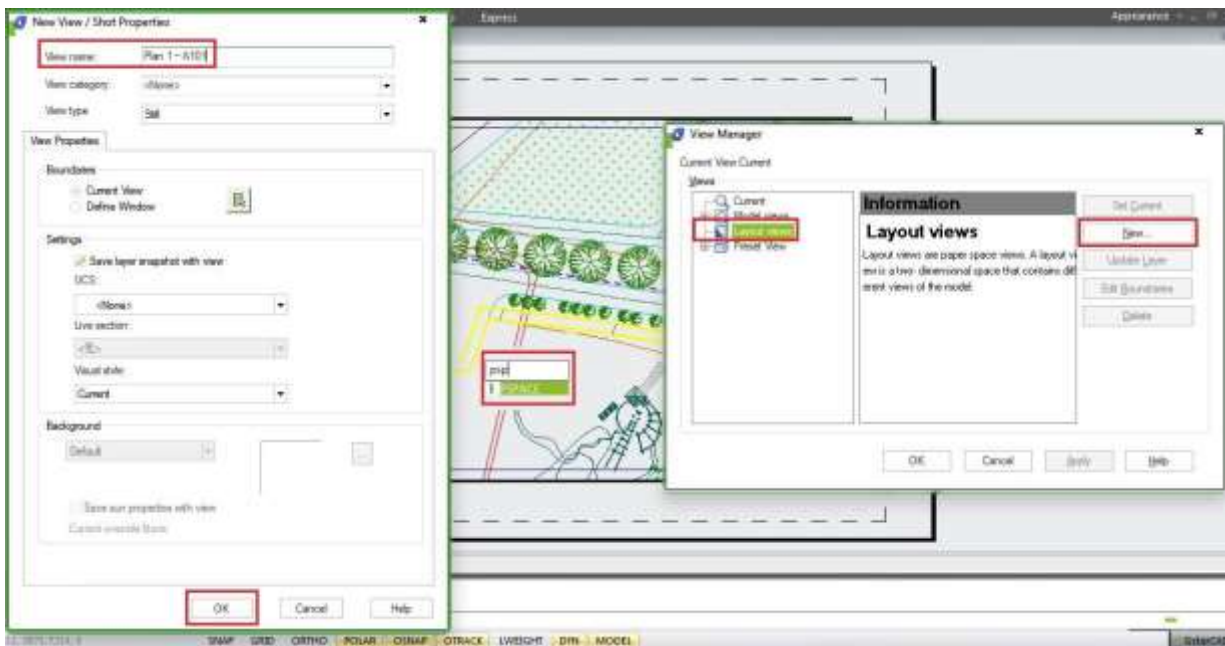 New View / Shot Properties
View name: Plan 1 - A101
View category: <None>
View type Still
View Properties
Boundaries
Current View
Define Window
Settings
Save layer snapshot with view
UCS:
<None>
Live section:
Visual style:
Current
Background
Default
...
Save sun properties with view
OK Cancel Help
Express
Appearance
psp
PSPACE
View Manager
Current View:Current
Views
Current
Model views
Layout views
Preset View
Information
Layout views
Layout views are paper space views. A layout vi
ew is a two- dimensional space that contains diff
erent views of the model.
Set Current
New...
Update Layer
Edit Boundaries
Delete
OK Cancel Apply Help
SNAP GRID ORTHO POLAR OSNAP OTRACK LWEIGHT DYN MODEL